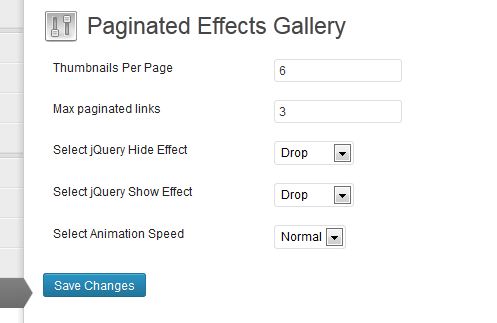 Paginated Effects Gallery
Thumbnails Per Page 6
Max paginated links 3
Select jQuery Hide Effect Drop
Select jQuery Show Effect Drop
Select Animation Speed Normal
Save Changes